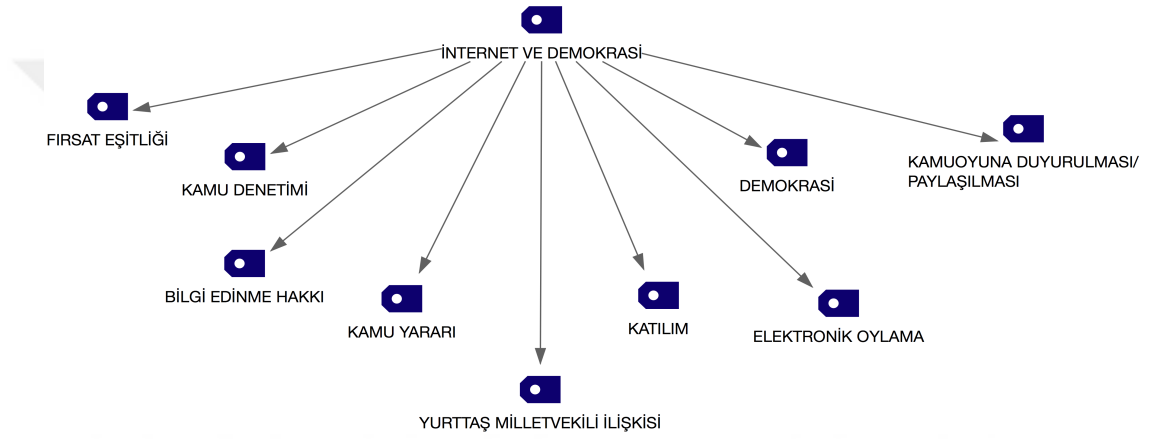 İNTERNET VE DEMOKRASİ
FIRSAT EŞİTLİĞİ
KAMU DENETİMİ
DEMOKRASİ
KAMUOYUNA DUYURULMASI/
PAYLAŞILMASI
BİLGİ EDİNME HAKKI
KAMU YARARI
KATILIM
ELEKTRONİK OYLAMA
YURTTAŞ MİLLETVEKİLİ İLİŞKİSİ